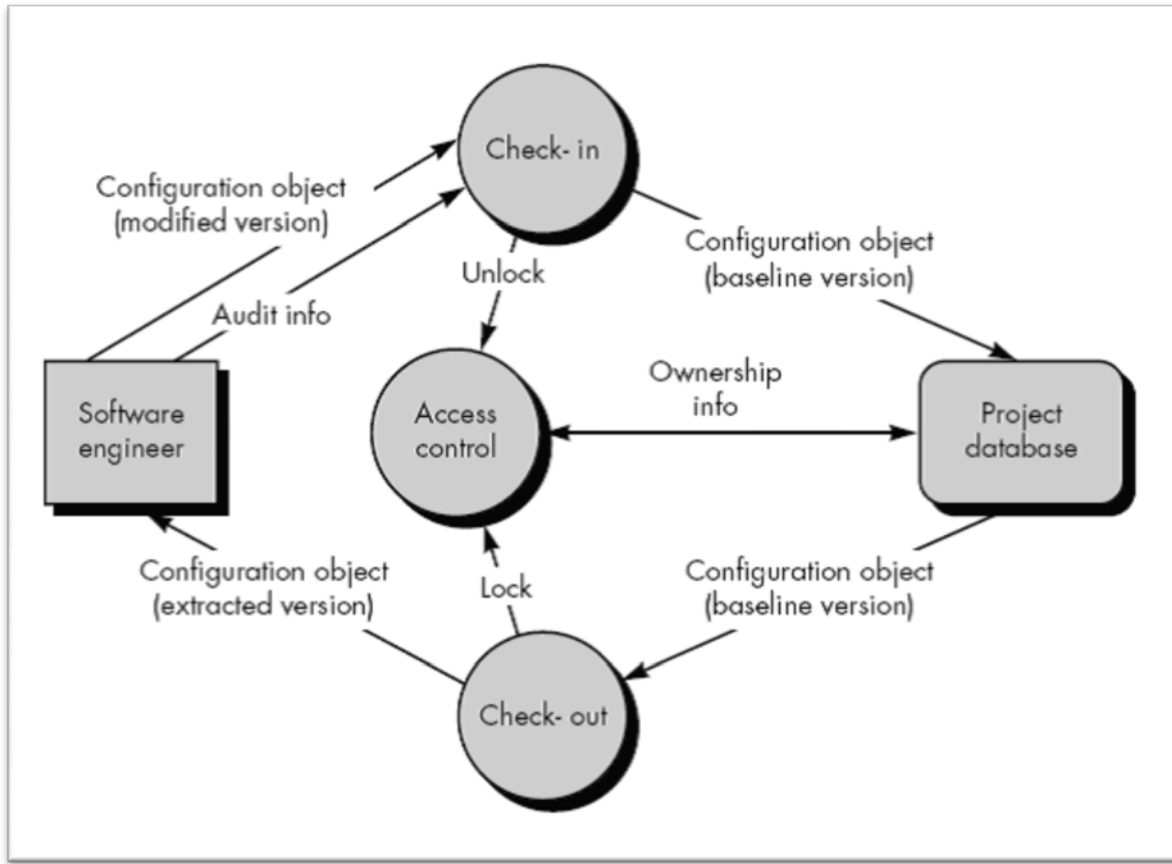 Check- in
Configuration object
(modified version)
Configuration object
(baseline version)
Unlock
Audit info
Ownership
info
Software
engineer
Access
control
Project
database
Configuration object
(extracted version)
Lock
Configuration object
(baseline version)
Check- out